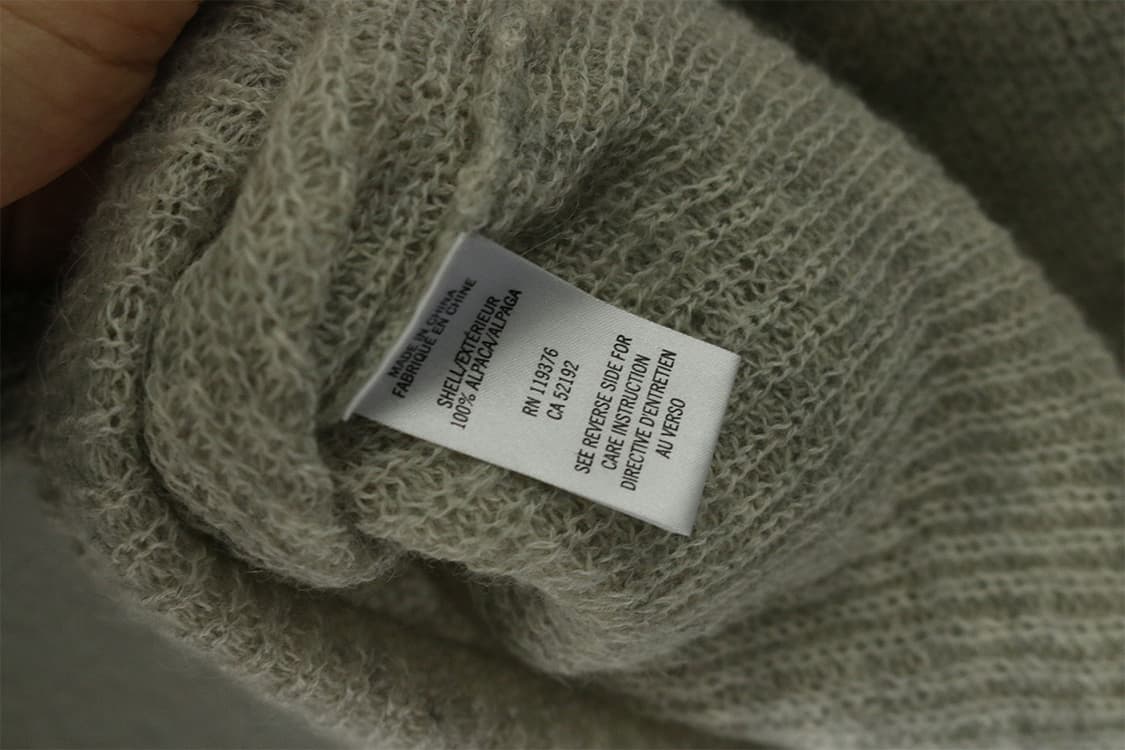 MADE IN CHINA
FABRIQUE EN CHINE
SHELL/EXTÉRIEUR
100% ALPACA/ALPAGA
RN 119376
CA 52192
SEE REVERSE SIDE FOR
CARE INSTRUCTION
DIRECTIVE D'ENTRETIEN
AU VERSO